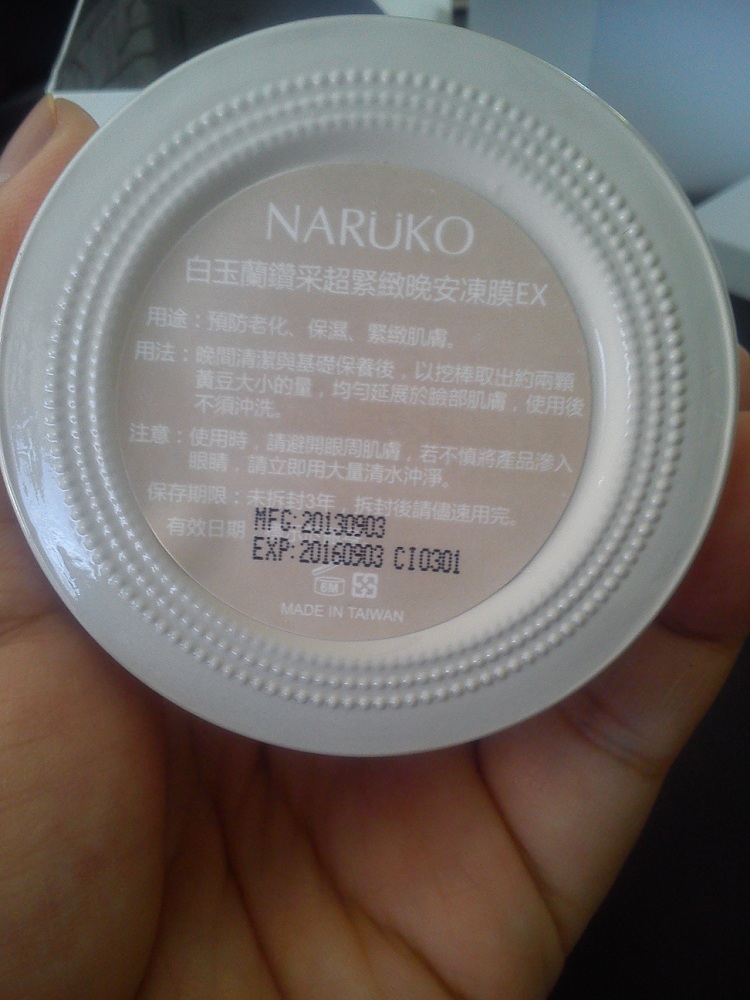 NARÜKO
白玉蘭鑽采超緊緻晚安凍膜EX
用途：預防老化、保濕、緊緻肌膚。
用法：晚間清潔與基礎保養後，以挖棒取出約兩顆
黃豆大小的量，均勻延展於臉部肌膚，使用後
不須沖洗。
注意：使用時，請避開眼周肌膚，若不慎將產品滲入
眼睛，請立即用大量清水沖淨。
保存期限：未拆封3年，拆封後請儘速用完。
有效日期
MFG:20130903
EXP:20160903 CI0301
6M
MADE IN TAIWAN